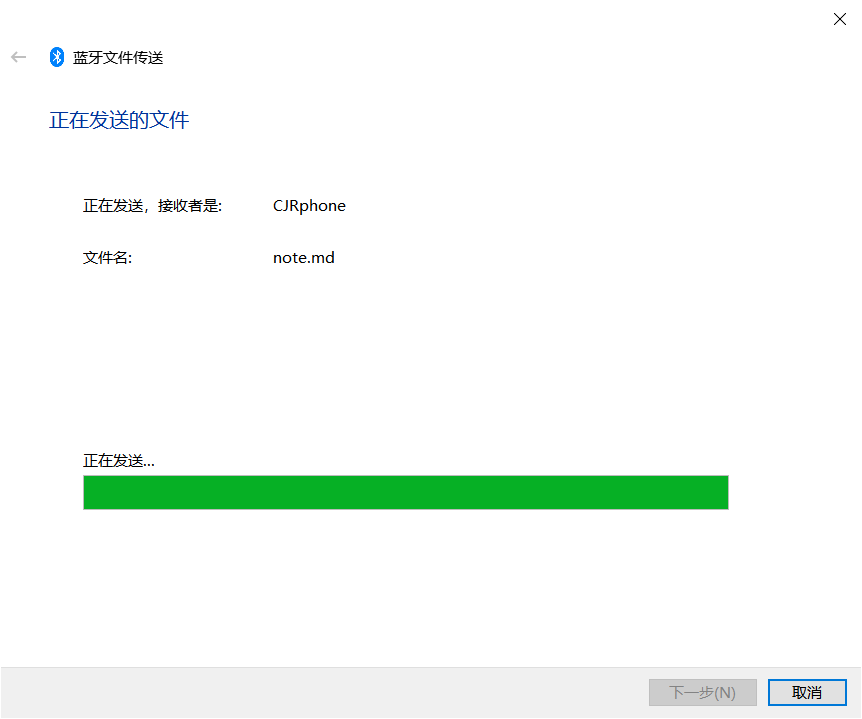 蓝牙文件传送
正在发送的文件
正在发送，接收者是: CJRphone
文件名: note.md
正在发送...
下一步(N) 取消